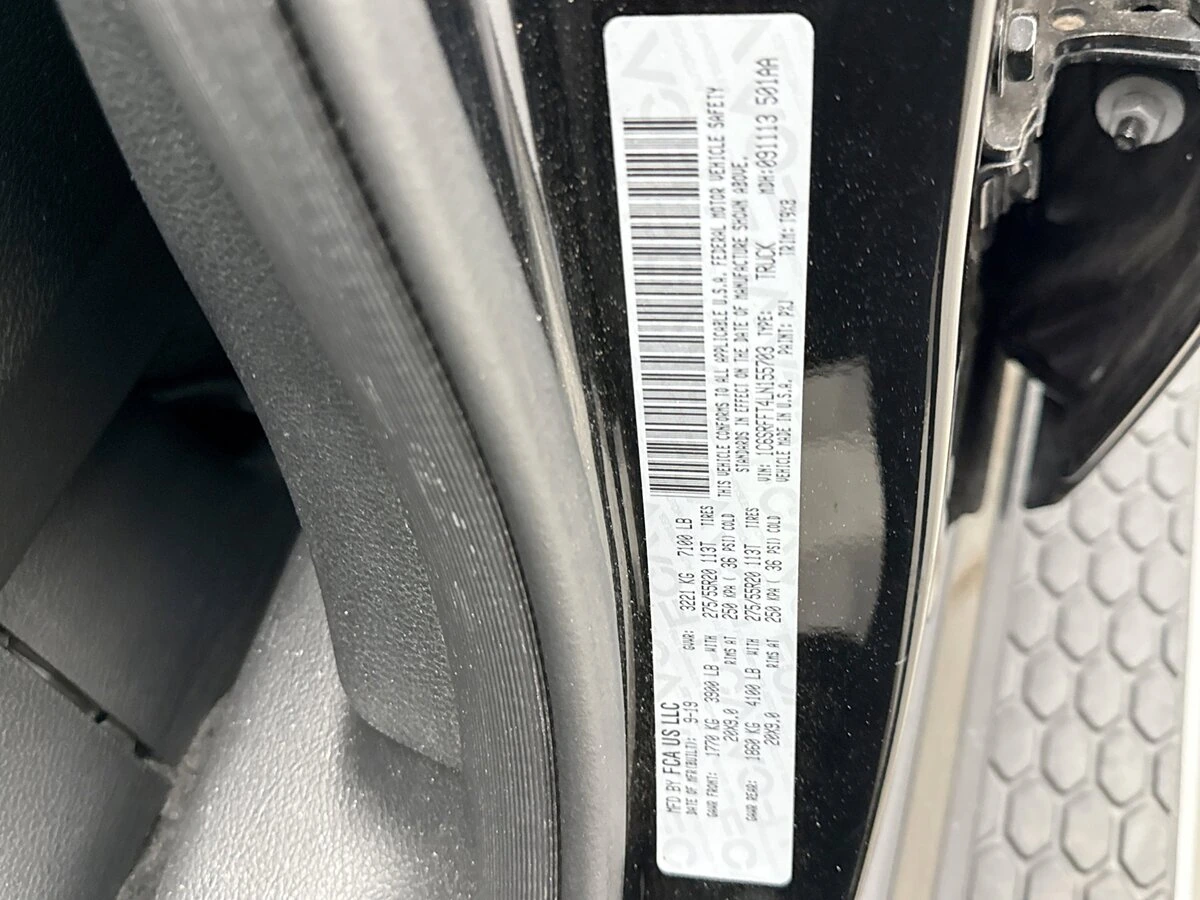 MFD BY FCA US LLC
DATE OF MFR(BUILT): 9-19 GVWR: 3221 KG 7100 LB
GAWR FRONT: 1770 KG 3900 LB WITH 275/55R20 113T TIRES
20X9.0 RIMS AT 250 KPA( 36 PSI) COLD
GAWR REAR: 1860 KG 4100 LB WITH 275/55R20 113T TIRES
20X9.0 RIMS AT 250 KPA( 36 PSI) COLD
THIS VEHICLE CONFORMS TO ALL APPLICABLE U.S.A. FEDERAL MOTOR VEHICLE SAFETY
STANDARDS IN EFFECT ON THE DATE OF MANUFACTURE SHOWN ABOVE.
VIN: 1C6SRFFT4LN155703 TYPE: TRUCK MDH:091113 501AA
VEHICLE MADE IN U.S.A. PAINT: PXJ TRIM: T9X8